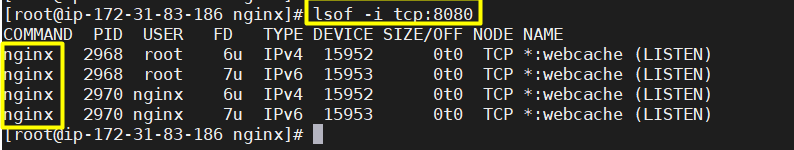 [root@ip-172-31-83-186 nginx]# lsof -i tcp:8080
COMMAND  PID  USER   FD   TYPE DEVICE SIZE/OFF NODE NAME
nginx   2968  root    6u  IPv4  15952      0t0  TCP *:webcache (LISTEN)
nginx   2968  root    7u  IPv6  15953      0t0  TCP *:webcache (LISTEN)
nginx   2970 nginx    6u  IPv4  15952      0t0  TCP *:webcache (LISTEN)
nginx   2970 nginx    7u  IPv6  15953      0t0  TCP *:webcache (LISTEN)
[root@ip-172-31-83-186 nginx]#